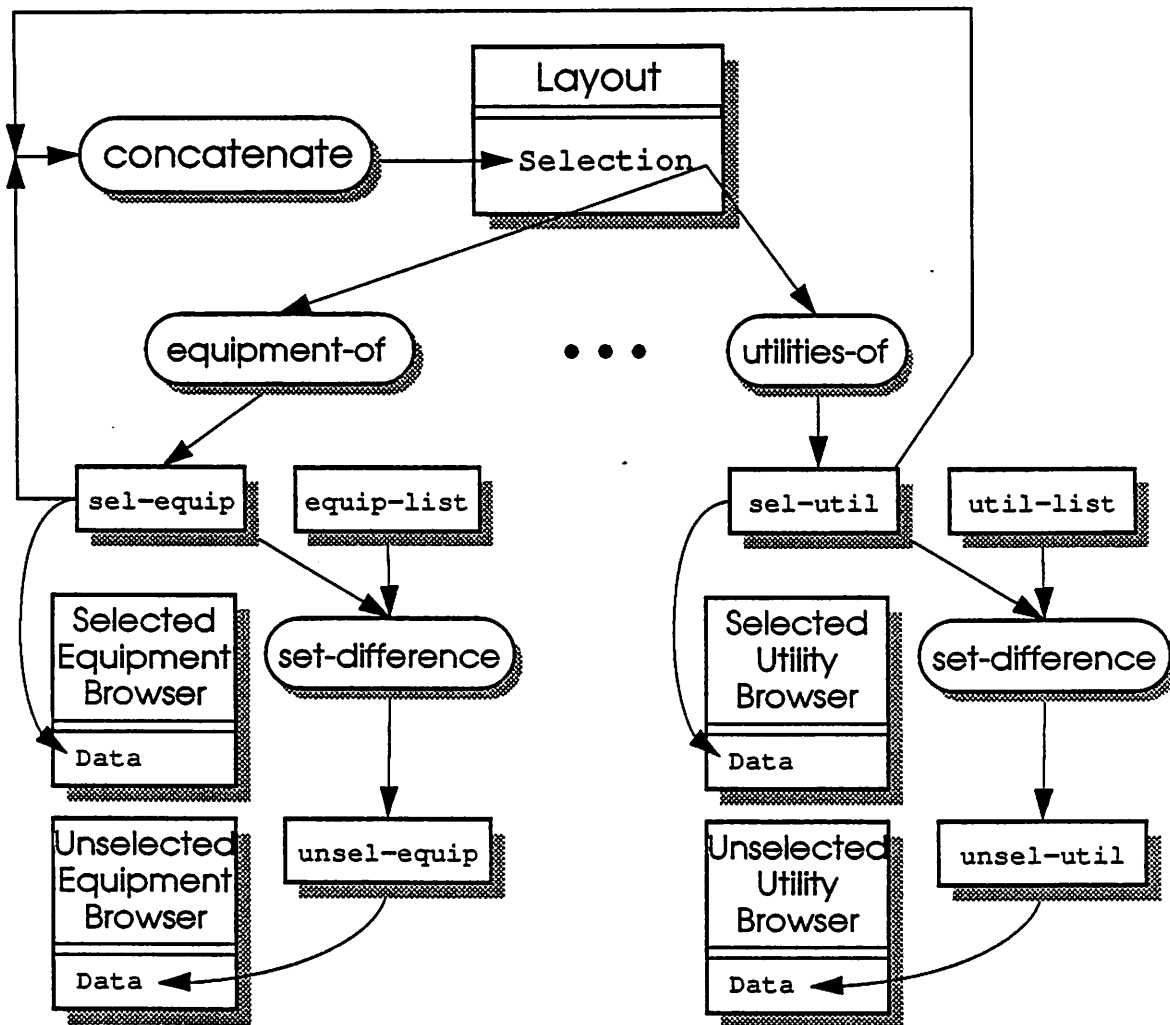 Layout
concatenate
Selection
equipment-of
utilities-of
sel-equip
equip-list
sel-util
util-list
Selected
Equipment
Browser
Data
set-difference
Selected
Utility
Browser
Data
set-difference
Unselected
Equipment
Browser
Data
unsel-equip
Unselected
Utility
Browser
Data
unsel-util